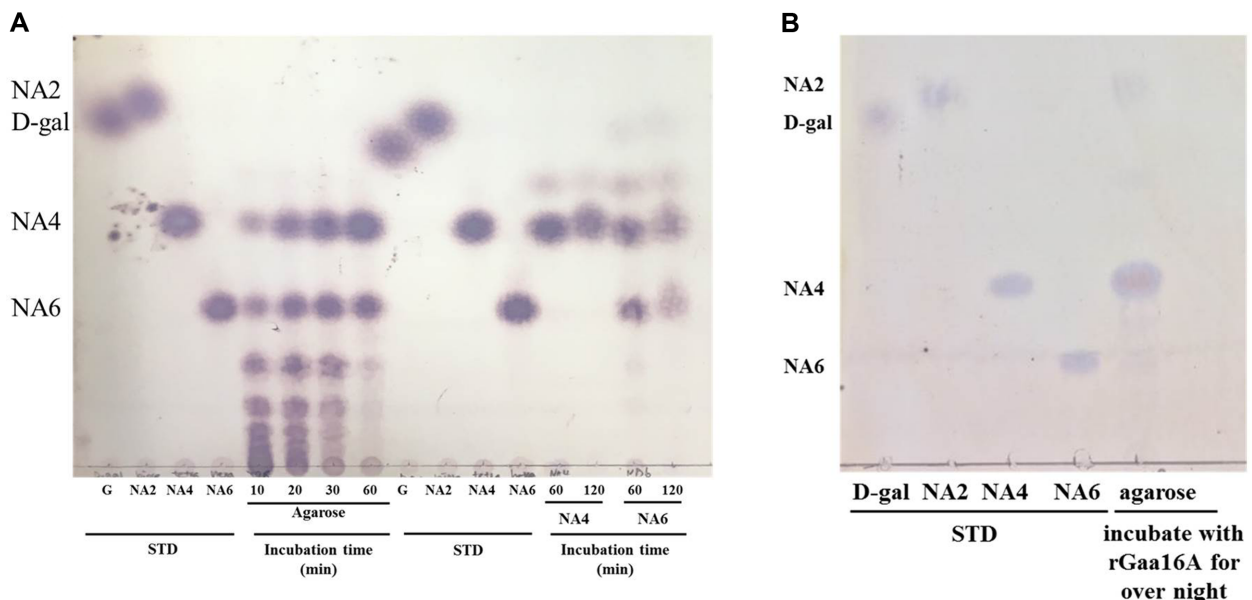 A
B
NA2
D-gal
NA4
NA6
G NA2 NA4 NA6 10 20 30 60 G NA2 NA4 NA6 60 120 60 120
Agarose
NA4 NA6
STD
Incubation time
(min)
STD
Incubation time
(min)
NA2
D-gal
NA4
NA6
D-gal NA2 NA4 NA6 agarose
STD
incubate with
rGaa16A for
over night